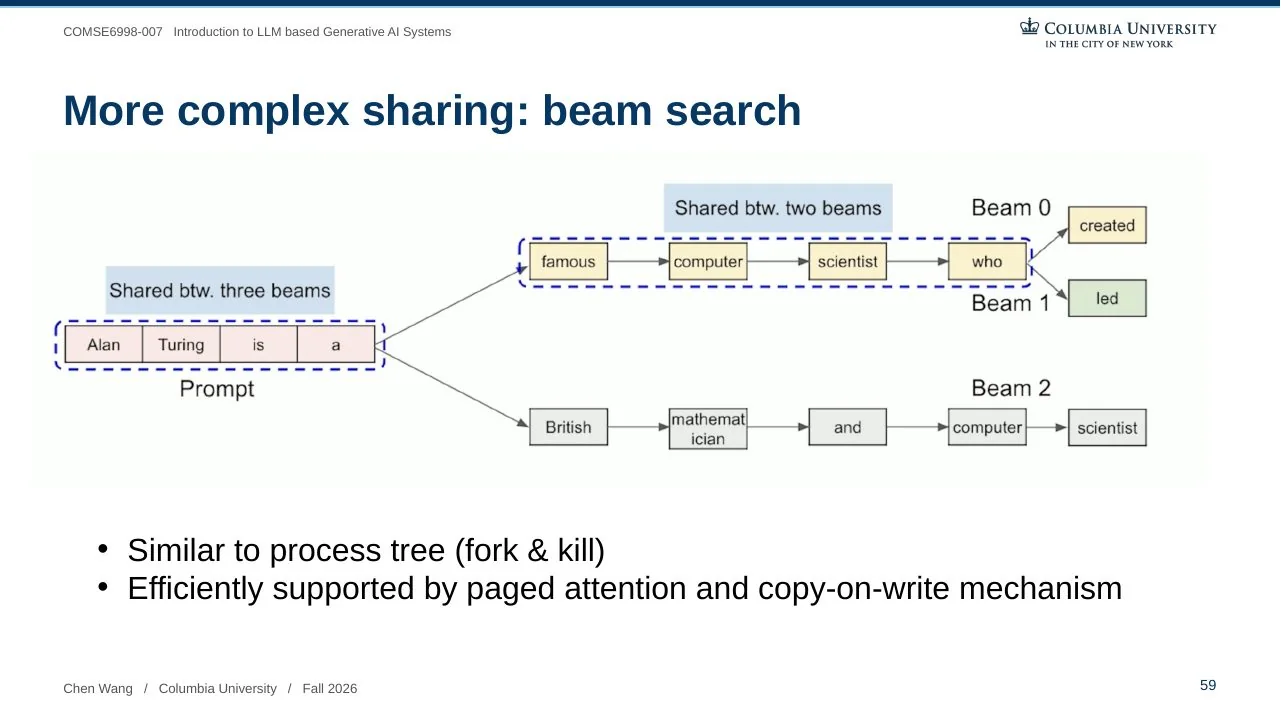 COMSE6998-007 Introduction to LLM based Generative AI Systems
COLUMBIA UNIVERSITY
IN THE CITY OF NEW YORK
More complex sharing: beam search
Shared btw. two beams
Beam 0
created
famous
computer
scientist
who
Beam 1
led
Shared btw. three beams
Alan
Turing
is
a
Prompt
Beam 2
British
mathemat
ician
and
computer
scientist
• Similar to process tree (fork & kill)
• Efficiently supported by paged attention and copy-on-write mechanism
Chen Wang / Columbia University / Fall 2026
59